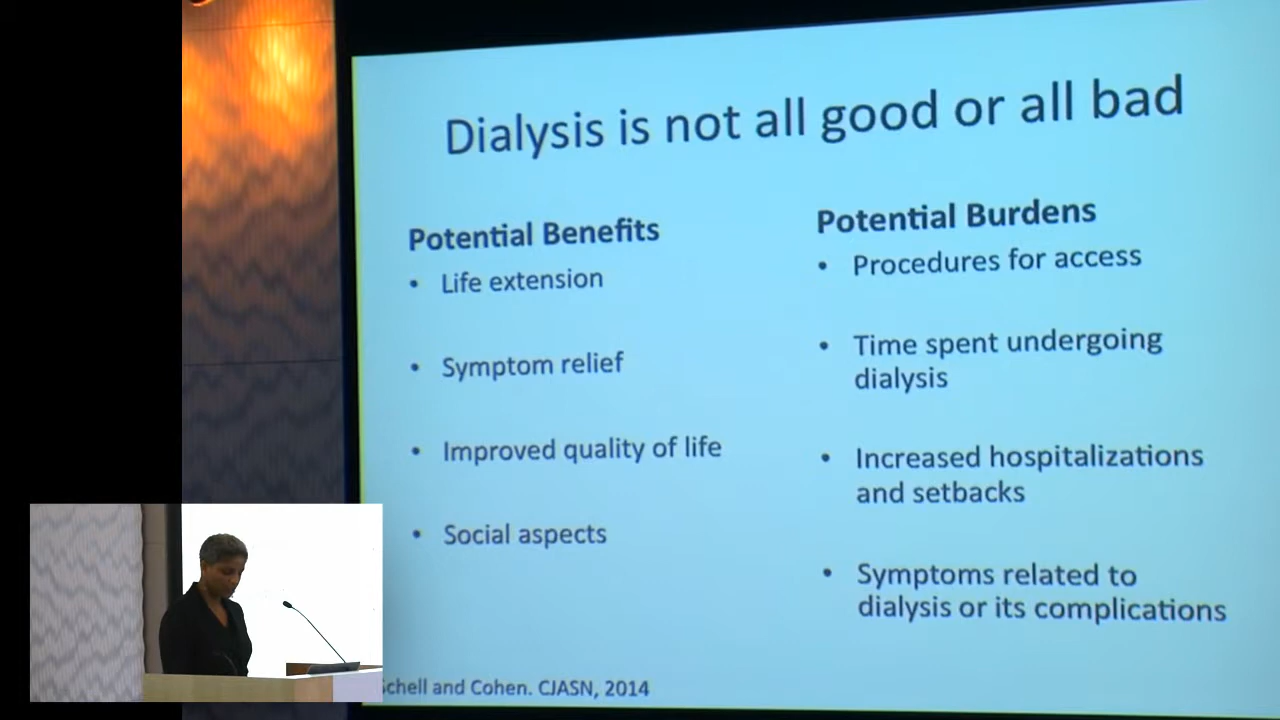 Dialysis is not all good or all bad
Potential Benefits
• Life extension
• Symptom relief
• Improved quality of life
• Social aspects
Potential Burdens
• Procedures for access
• Time spent undergoing
dialysis
• Increased hospitalizations
and setbacks
• Symptoms related to
dialysis or its complications
and Cohen. CJASN, 2014